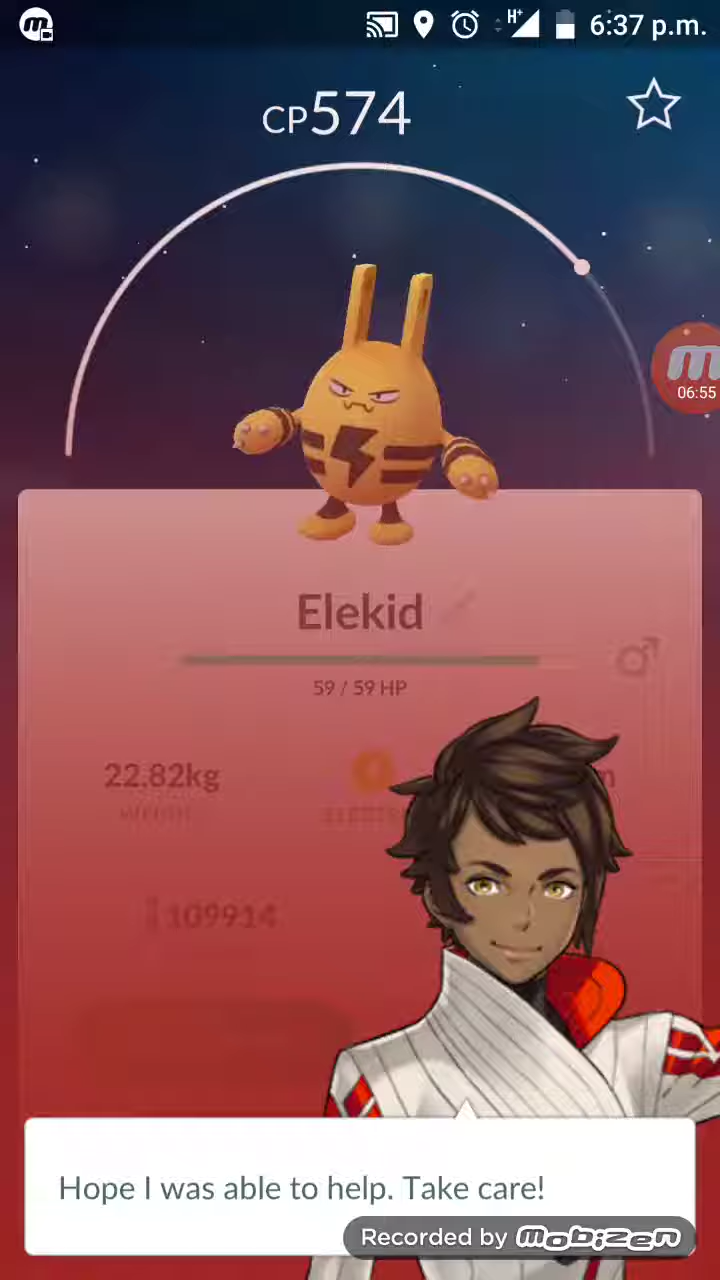 H+ 6:37 p.m.
CP574
06:55
Elekid
59 / 59 HP
22.82kg
WEIGHT
109914
Hope I was able to help. Take care!
Recorded by mobizen